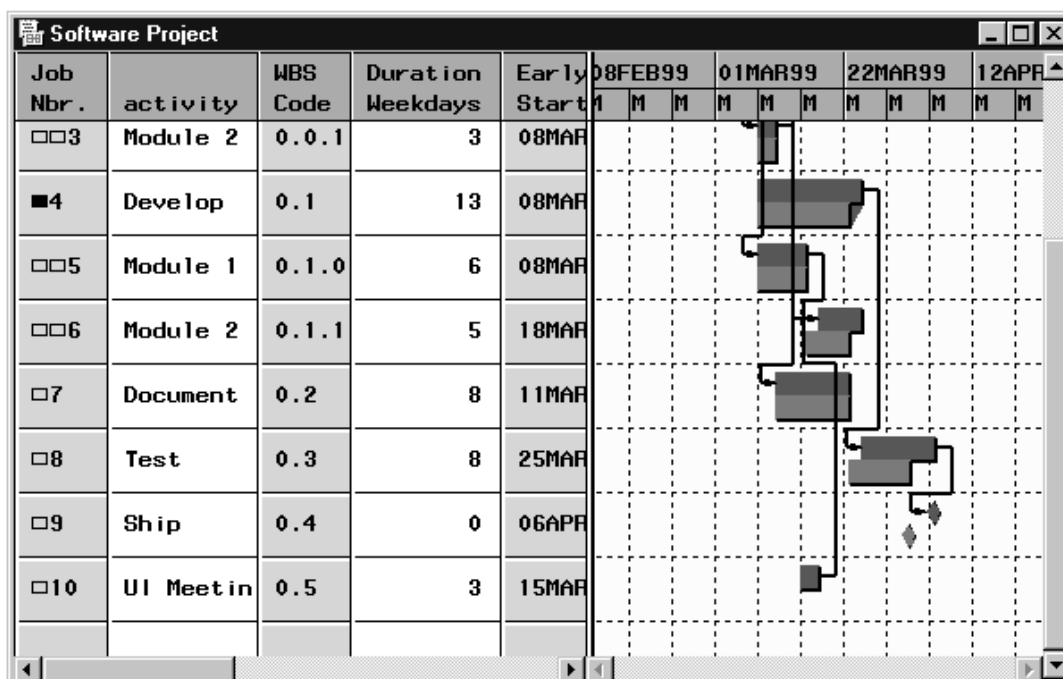 Software Project
Job Nbr. activity WBS Code Duration Weekdays Early Start 08FEB99 01MAR99 22MAR99 12APR
M M M M M M M M M M
3 Module 2 0.0.1 3 08MAR
4 Develop 0.1 13 08MAR
5 Module 1 0.1.0 6 08MAR
6 Module 2 0.1.1 5 18MAR
7 Document 0.2 8 11MAR
8 Test 0.3 8 25MAR
9 Ship 0.4 0 06APR
10 UI Meetin 0.5 3 15MAR